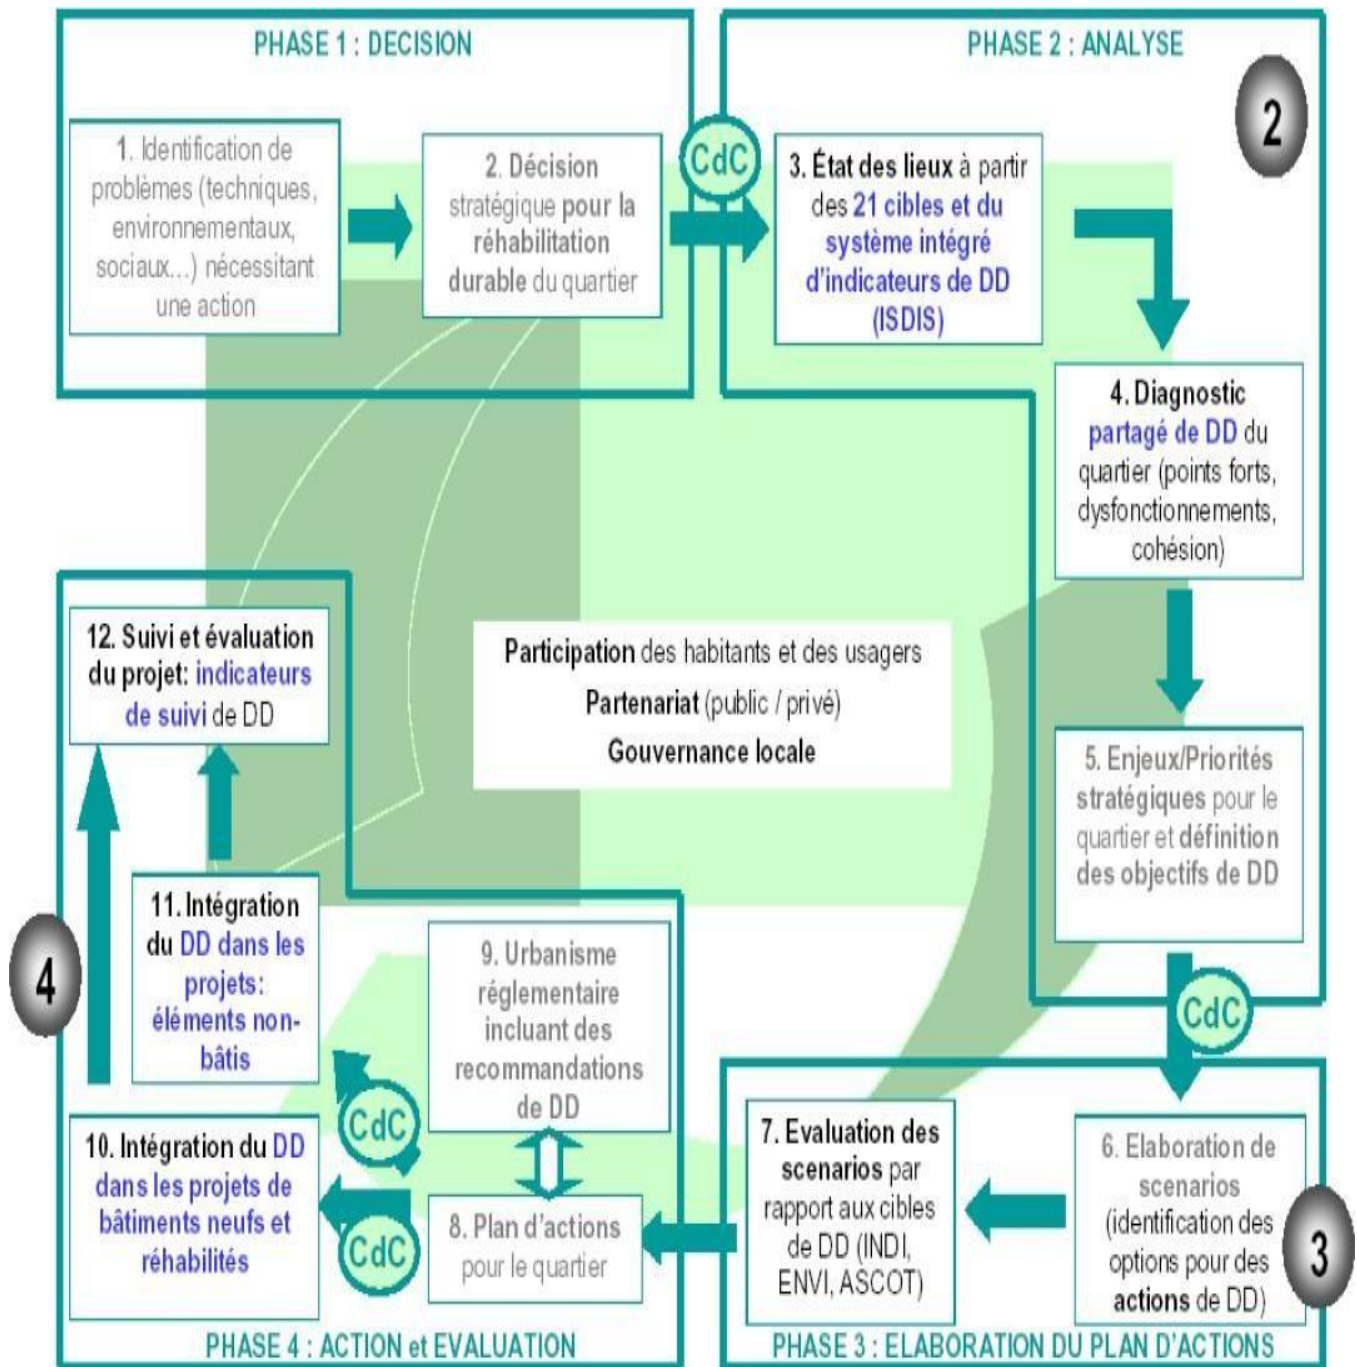 PHASE 1 : DECISION
1. Identification de
problèmes (techniques,
environnementaux,
sociaux...) nécessitant
une action
2. Décision
stratégique pour la
réhabilitation
durable du quartier
CdC
PHASE 2 : ANALYSE
2
3. État des lieux à partir
des 21 cibles et du
système intégré
d'indicateurs de DD
(ISDIS)
4. Diagnostic
partagé de DD du
quartier (points forts,
dysfonctionnements,
cohésion)
5. Enjeux/Priorités
stratégiques pour le
quartier et définition
des objectifs de DD
CdC
Participation des habitants et des usagers
Partenariat (public / privé)
Gouvernance locale
6. Elaboration de
scenarios
(identification des
options pour des
actions de DD)
3
7. Evaluation des
scenarios par
rapport aux cibles
de DD (INDI,
ENVI, ASCOT)
PHASE 3 : ELABORATION DU PLAN D'ACTIONS
8. Plan d'actions
pour le quartier
9. Urbanisme
réglementaire
incluant des
recommandations
de DD
CdC
CdC
10. Intégration du DD
dans les projets de
bâtiments neufs et
réhabilités
11. Intégration
du DD dans les
projets:
éléments non-
bâtis
4
12. Suivi et évaluation
du projet: indicateurs
de suivi de DD
PHASE 4 : ACTION et EVALUATION